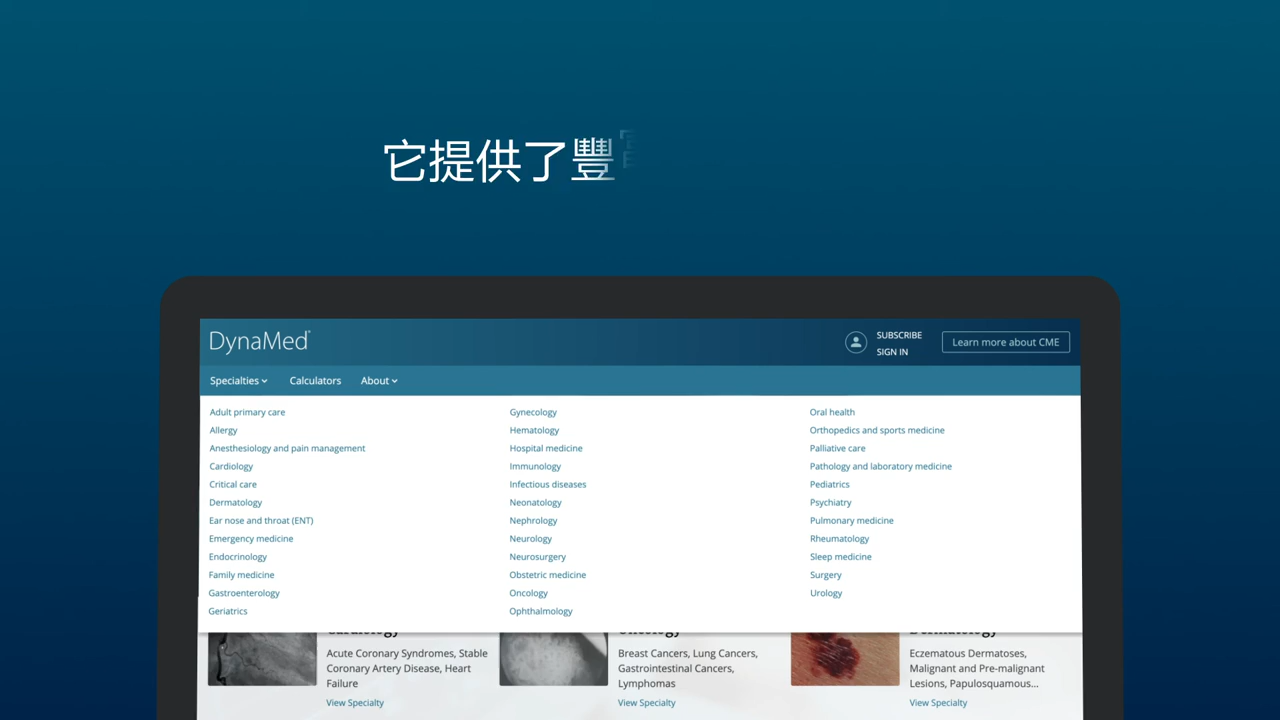 它提供了豐
DynaMed
SUBSCRIBE
SIGN IN
Learn more about CME
Specialties
Calculators
About
Adult primary care
Allergy
Anesthesiology and pain management
Cardiology
Critical care
Dermatology
Ear nose and throat (ENT)
Emergency medicine
Endocrinology
Family medicine
Gastroenterology
Geriatrics
Gynecology
Hematology
Hospital medicine
Immunology
Infectious diseases
Neonatology
Nephrology
Neurology
Neurosurgery
Obstetric medicine
Oncology
Ophthalmology
Oral health
Orthopedics and sports medicine
Palliative care
Pathology and laboratory medicine
Pediatrics
Psychiatry
Pulmonary medicine
Rheumatology
Sleep medicine
Surgery
Urology
Cardiology
Acute Coronary Syndromes, Stable
Coronary Artery Disease, Heart
Failure
View Specialty
Oncology
Breast Cancers, Lung Cancers,
Gastrointestinal Cancers,
Lymphomas
View Specialty
Dermatology
Eczematous Dermatoses,
Malignant and Pre-malignant
Lesions, Papulosquamous...
View Specialty